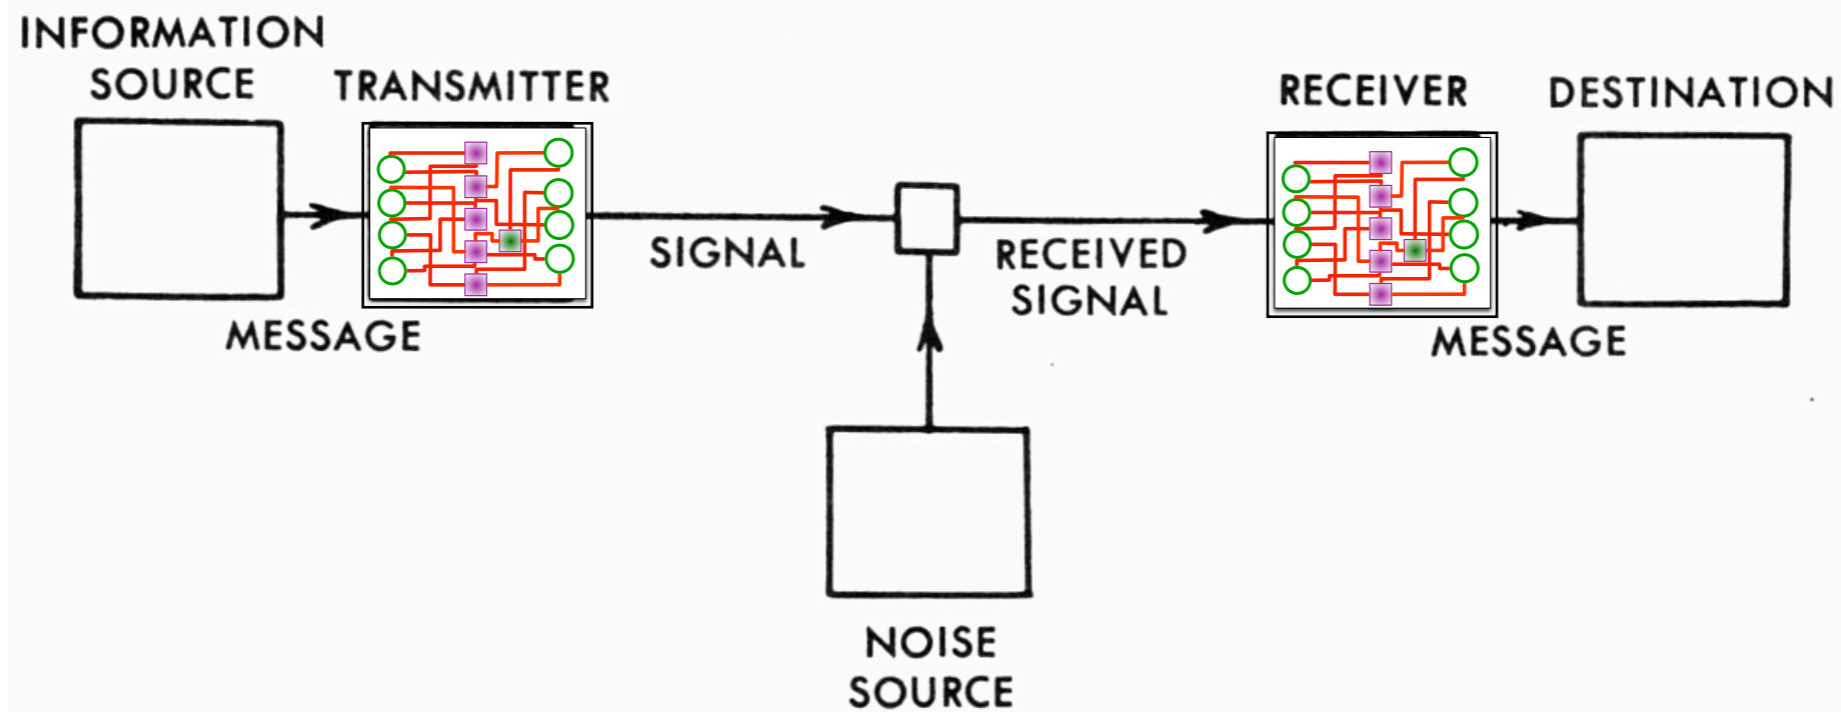 INFORMATION
SOURCE
TRANSMITTER
RECEIVER
DESTINATION
SIGNAL
RECEIVED
SIGNAL
MESSAGE
MESSAGE
NOISE
SOURCE